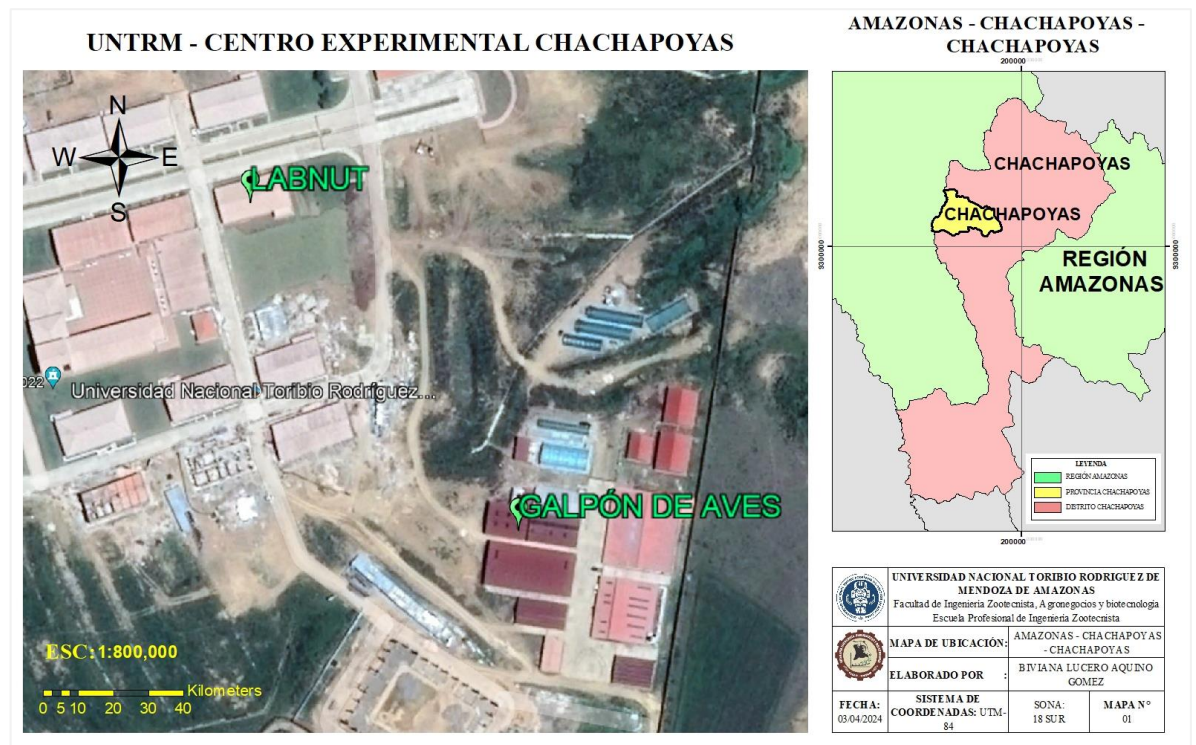 UNTRM - CENTRO EXPERIMENTAL CHACHAPOYAS
N
W E
S
LABNUT
022
Universidad Nacional Toribio Rodríguez...
GALPÓN DE AVES
ESC: 1:800,000
Kilometers
0 5 10 20 30 40
AMAZONAS - CHACHAPOYAS -
CHACHAPOYAS
200000
CHACHAPOYAS
CHACHAPOYAS
9300000
9300000
REGIÓN
AMAZONAS
LEYENDA
REGIÓN AMAZONAS
PROVINCIA CHACHAPOYAS
DISTRITO CHACHAPOYAS
200000
UNIVERSIDAD NACIONAL TORIBIO RODRIGUEZ DE
MENDOZA DE AMAZONAS
Facultad de Ingeniería Zootecnista, Agronegocios y biotecnología
Escuela Profesional de Ingeniería Zootecnista
MAPA DE UBICACIÓN: AMAZONAS - CHACHAPOYAS
- CHACHAPOYAS
ELABORADO POR : BIVIANA LUCERO AQUINO
GOMEZ
FECHA:
03/04/2024
SISTEMA DE
COORDENADAS: UTM-
84
SONA:
18 SUR
MAPA N°
01